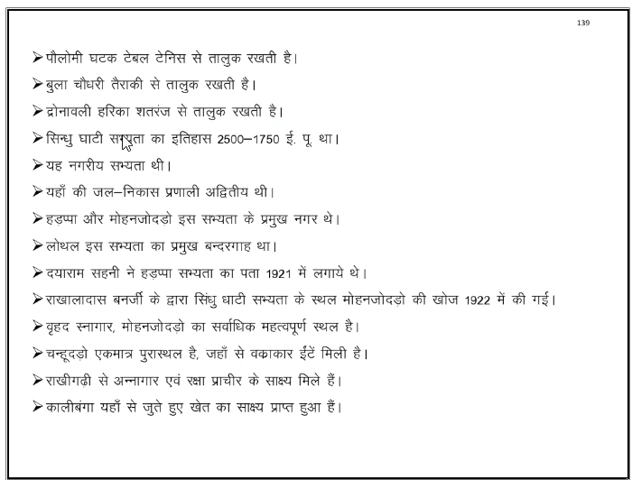 139
➢पौलोमी घटक टेबल टेनिस से तालुक रखती है।
➢बुला चौधरी तैराकी से तालुक रखती है।
➢द्रोनावली हरिका शतरंज से तालुक रखती है।
➢सिन्धु घाटी सभ्यता का इतिहास 2500–1750 ई. पू. था।
➢यह नगरीय सभ्यता थी।
➢यहाँ की जल–निकास प्रणाली अद्वितीय थी।
➢हड़प्पा और मोहनजोदड़ो इस सभ्यता के प्रमुख नगर थे।
➢लोथल इस सभ्यता का प्रमुख बन्दरगाह था।
➢दयाराम सहनी ने हड़प्पा सभ्यता का पता 1921 में लगाये थे।
➢राखालादास बनर्जी के द्वारा सिंधु घाटी सभ्यता के स्थल मोहनजोदड़ो की खोज 1922 में की गई।
➢वृहद स्नागार, मोहनजोदड़ो का सर्वाधिक महत्वपूर्ण स्थल है।
➢चन्हूदड़ो एकमात्र पुरास्थल है, जहाँ से वक्राकार ईंटें मिली है।
➢राखीगढ़ी से अन्नागार एवं रक्षा प्राचीर के साक्ष्य मिले हैं।
➢कालीबंगा यहाँ से जुते हुए खेत का साक्ष्य प्राप्त हुआ हैं।